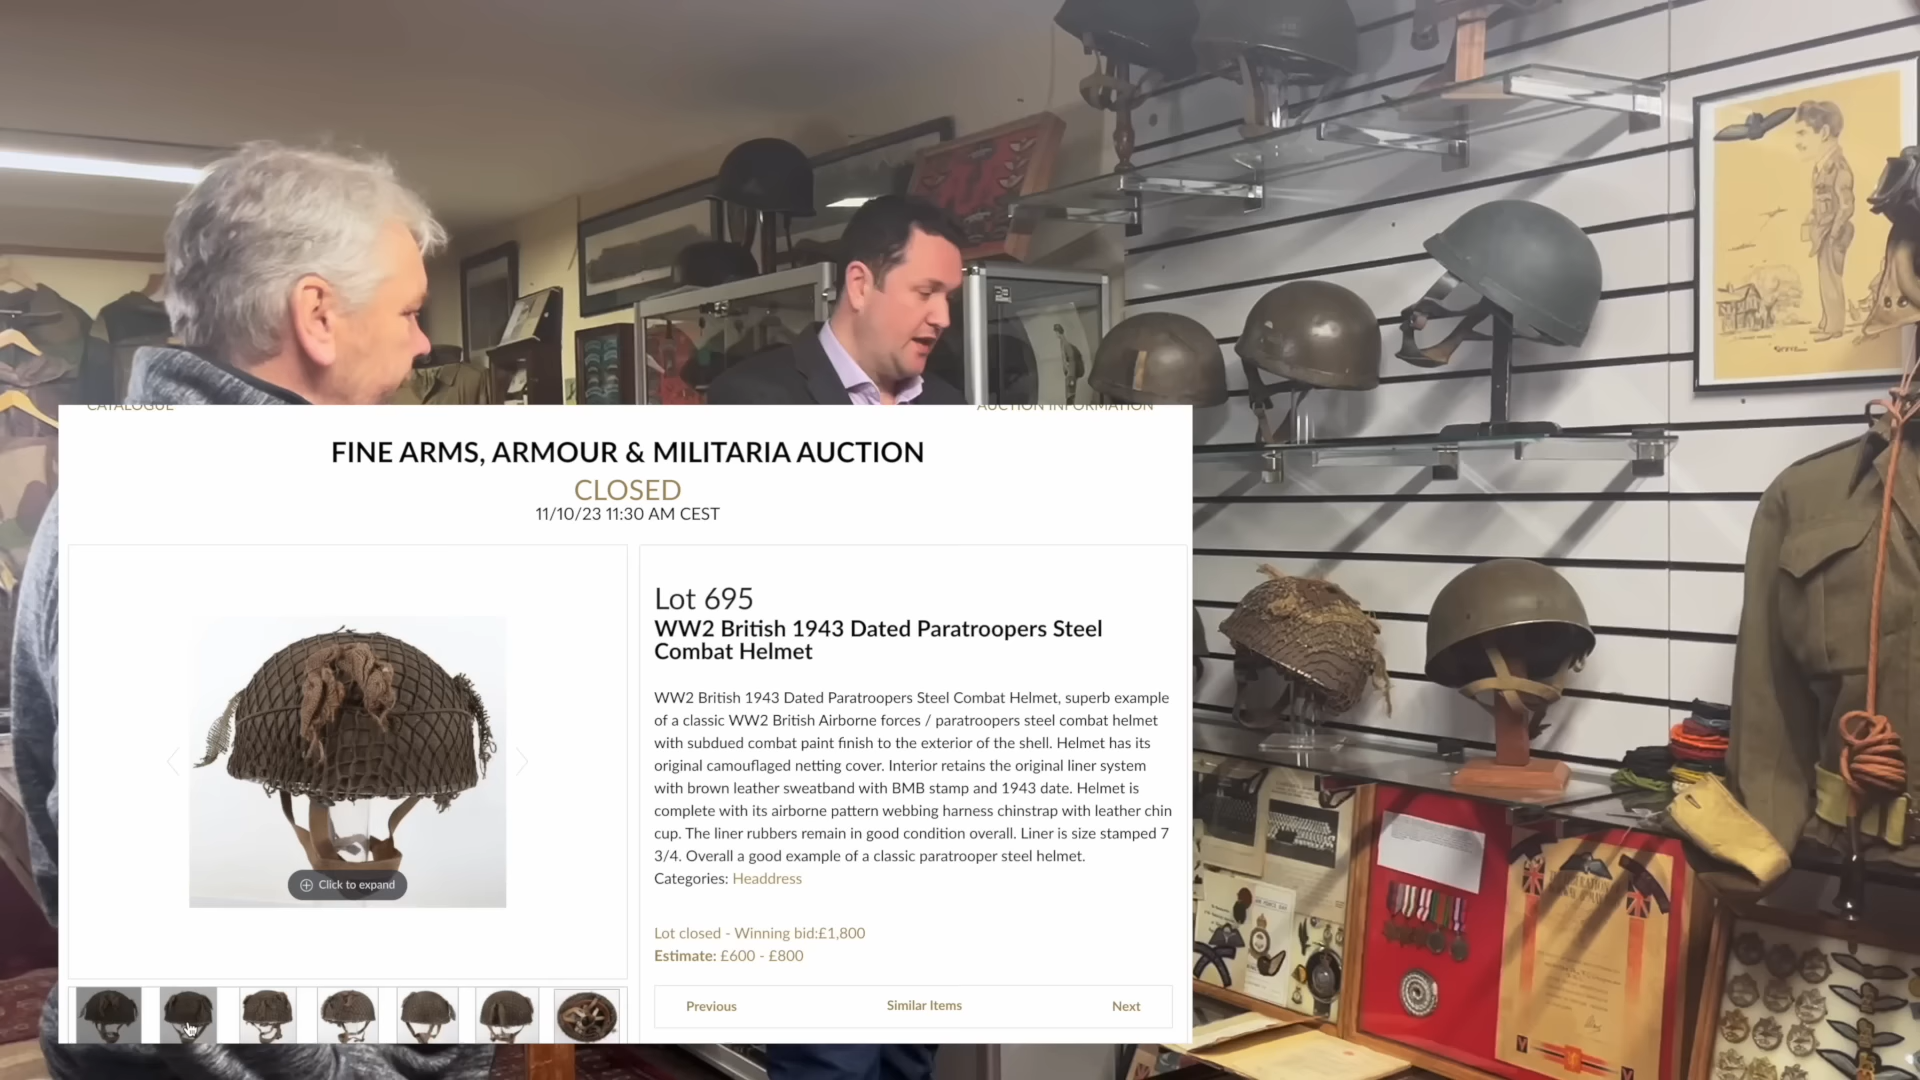 CATALOGUE
AUCTION INFORMATION
FINE ARMS, ARMOUR & MILITARIA AUCTION
CLOSED
11/10/23 11:30 AM CEST
Lot 695
WW2 British 1943 Dated Paratroopers Steel
Combat Helmet
WW2 British 1943 Dated Paratroopers Steel Combat Helmet, superb example
of a classic WW2 British Airborne forces / paratroopers steel combat helmet
with subdued combat paint finish to the exterior of the shell. Helmet has its
original camouflaged netting cover. Interior retains the original liner system
with brown leather sweatband with BMB stamp and 1943 date. Helmet is
complete with its airborne pattern webbing harness chinstrap with leather chin
cup. The liner rubbers remain in good condition overall. Liner is size stamped 7
3/4. Overall a good example of a classic paratrooper steel helmet.
Categories: Headdress
Lot closed - Winning bid:£1,800
Estimate: £600 - £800
Previous
Similar Items
Next
Click to expand